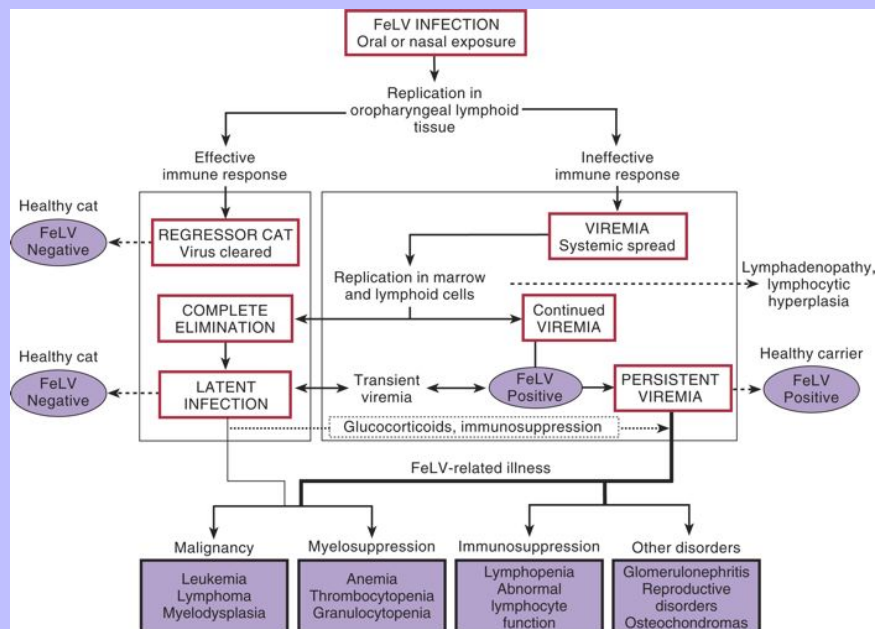 FeLV INFECTION
Oral or nasal exposure
Replication in
oropharyngeal lymphoid
tissue
Effective
immune response
Ineffective
immune response
Healthy cat
FeLV
Negative
REGRESSOR CAT
Virus cleared
VIREMIA
Systemic spread
Replication in marrow
and lymphoid cells
Lymphadenopathy,
lymphocytic
hyperplasia
COMPLETE
ELIMINATION
Continued
VIREMIA
Healthy cat
FeLV
Negative
LATENT
INFECTION
Transient
viremia
FeLV
Positive
PERSISTENT
VIREMIA
Healthy carrier
FeLV
Positive
Glucocorticoids, immunosuppression
FeLV-related illness
Malignancy
Leukemia
Lymphoma
Myelodysplasia
Myelosuppression
Anemia
Thrombocytopenia
Granulocytopenia
Immunosuppression
Lymphopenia
Abnormal
lymphocyte
function
Other disorders
Glomerulonephritis
Reproductive
disorders
Osteochondromas